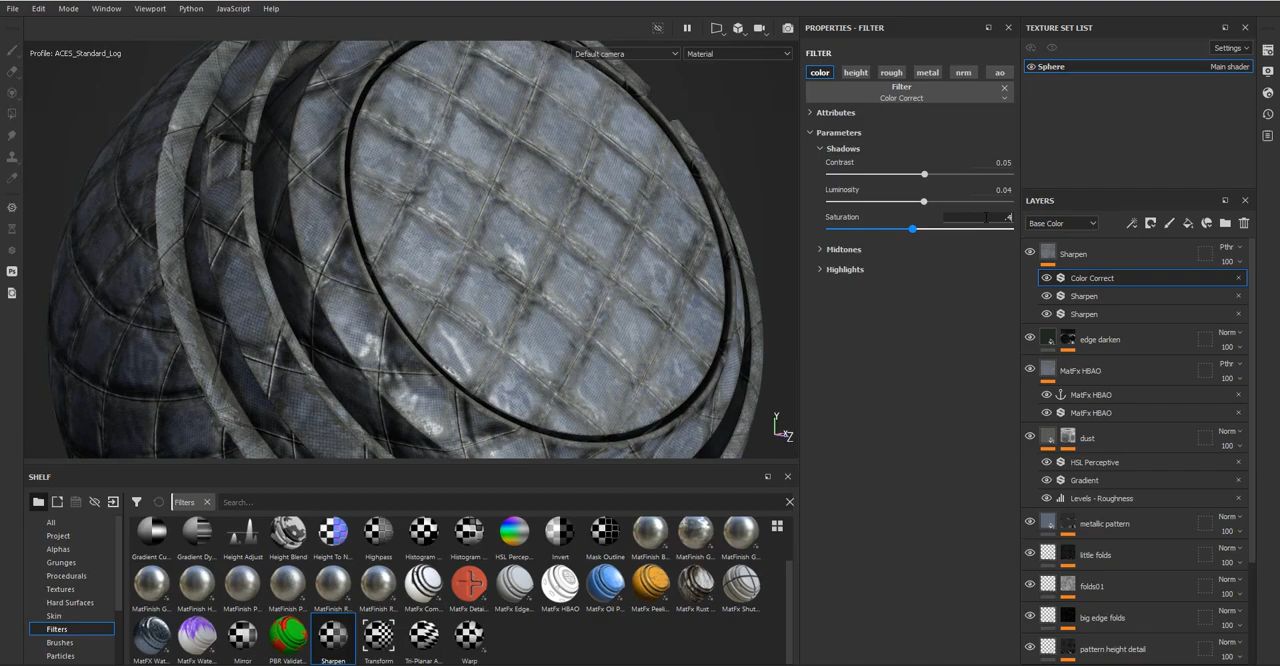 File Edit Mode Window Viewport Python JavaScript Help
Profile: ACES_Standard_Log
Default camera
Material
Y
X
Z
PROPERTIES - FILTER
FILTER
color height rough metal nrm ao
Filter
Color Correct
Attributes
Parameters
Shadows
Contrast 0.05
Luminosity 0.04
Saturation .4
Midtones
Highlights
TEXTURE SET LIST
Settings
Sphere Main shader
LAYERS
Base Color
Sharpen Pthr 100
Color Correct
Sharpen
Sharpen
edge darken Norm 100
MatFx HBAO Pthr 100
MatFx HBAO
MatFx HBAO
dust Norm 100
HSL Perceptive
Gradient
Levels - Roughness
metallic pattern Norm 100
little folds Norm 100
folds01 Norm 100
big edge folds Norm 100
pattern height detail Norm 100
SHELF
Filters
Search...
All
Project
Alphas
Grunges
Procedurals
Textures
Hard Surfaces
Skin
Filters
Brushes
Particles
Gradient Cu... Gradient Dy... Height Adjust Height Blend Height To N... Highpass Histogram ... Histogram ... HSL Percep... Invert Mask Outline MatFinish B... MatFinish G... MatFinish G...
MatFinish G... MatFinish H... MatFinish P... MatFinish P... MatFinish R... MatFinish R... MatFx Com... MatFx Detai... MatFx Edge... MatFx HBAO MatFx Oil P... MatFx Peeli... MatFx Rust ... MatFx Shut...
MatFX Wat... MatFx Wate... Mirror PBR Validat... Sharpen Transform Tri-Planar A... Warp
Ps